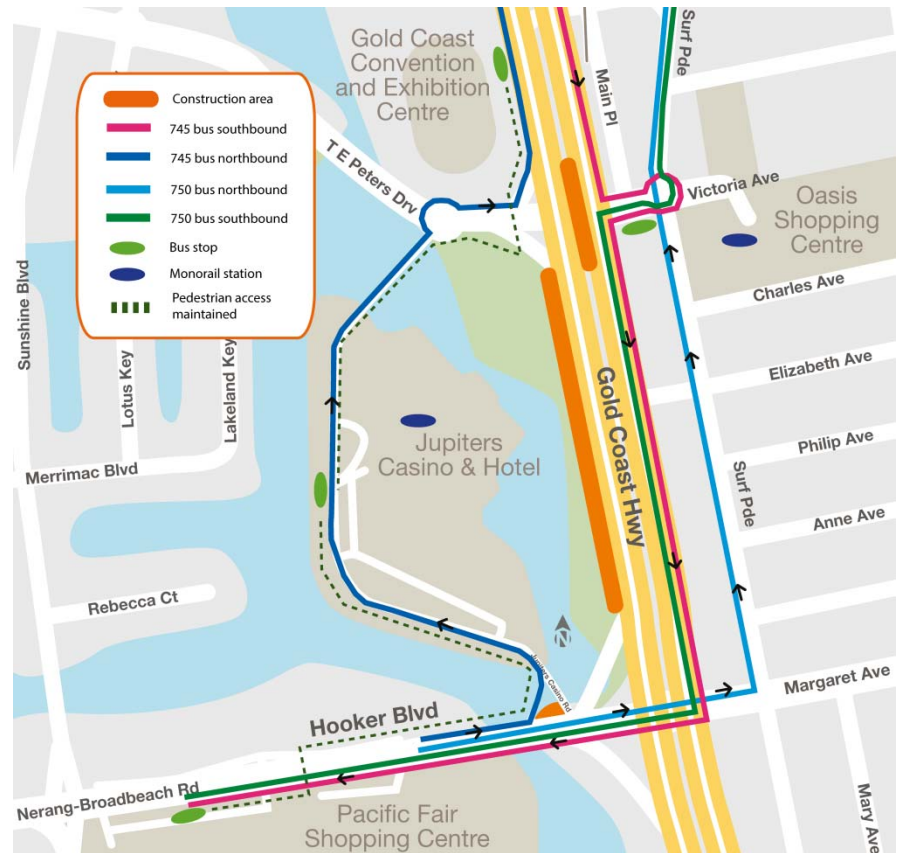 Gold Coast
Convention
and Exhibition
Centre
Main Pl
Surf Pde
Construction area
745 bus southbound
745 bus northbound
750 bus northbound
750 bus southbound
Bus stop
Monorail station
Pedestrian access
maintained
T E Peters Drv
Victoria Ave
Oasis
Shopping
Centre
Charles Ave
Sunshine Blvd
Lotus Key
Lakeland Key
Elizabeth Ave
Gold Coast Hwy
Jupiters
Casino & Hotel
Philip Ave
Merrimac Blvd
Surf Pde
Anne Ave
Rebecca Ct
N
Jupiters Casino Rd
Margaret Ave
Hooker Blvd
Nerang-Broadbeach Rd
Pacific Fair
Shopping Centre
Mary Ave